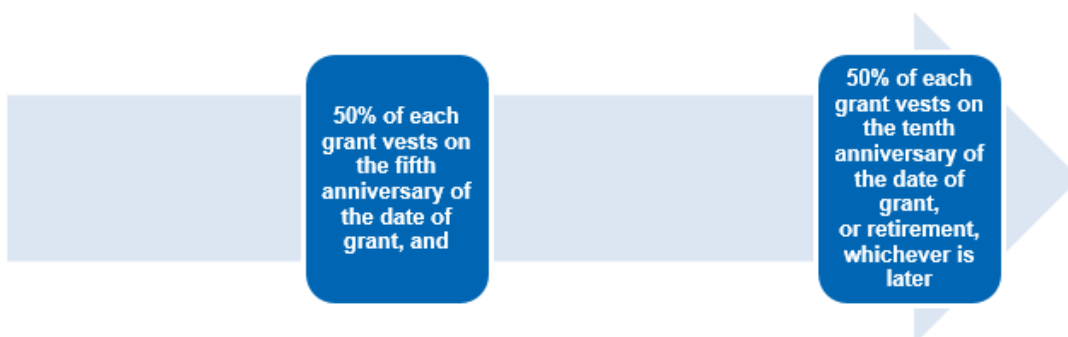 50% of each
grant vests on
the fifth
anniversary of
the date of
grant, and
50% of each
grant vests on
the tenth
anniversary of
the date of
grant,
or retirement,
whichever is
later